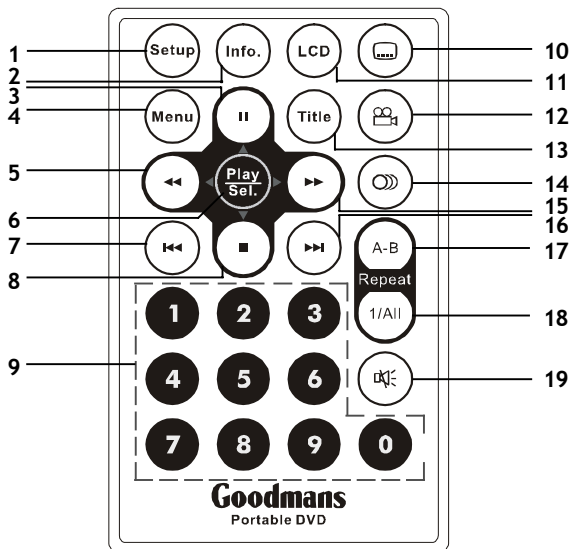 1 Setup Info. LCD 10
2 11
3
4 Menu Title 12
13
5 Play 14
Sel.
6 15
7 16
8 A-B 17
Repeat
1/All 18
1 2 3
9 4 5 6 19
7 8 9 0
Goodmans
Portable DVD